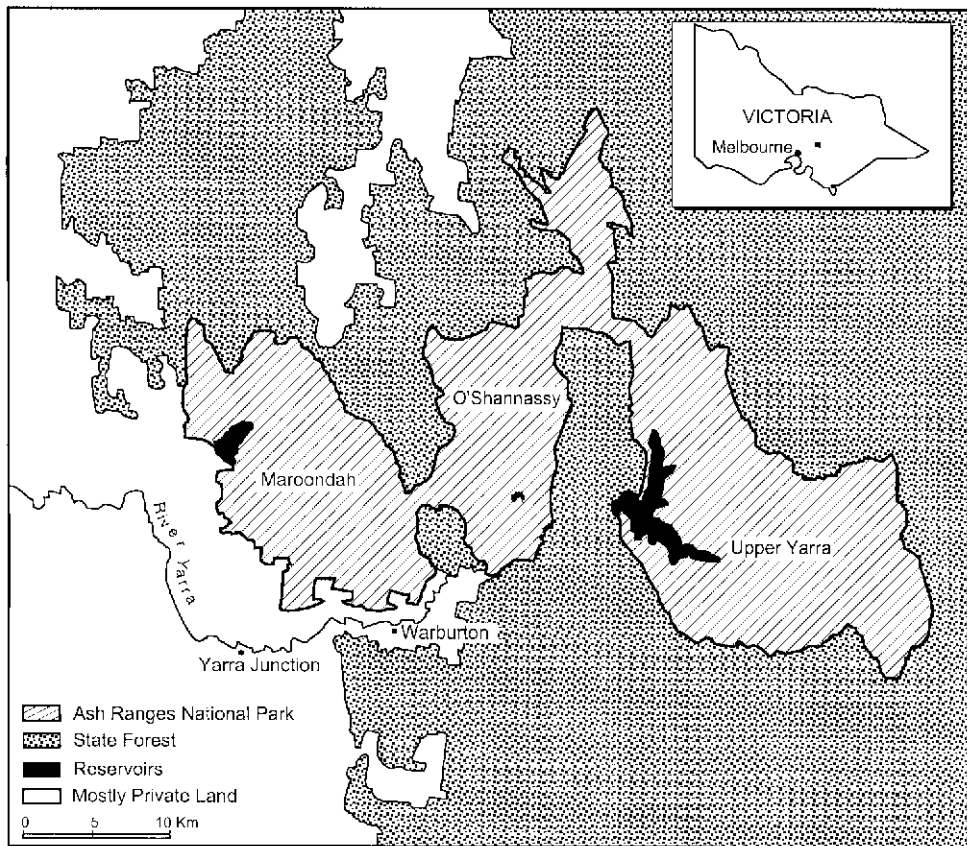 VICTORIA
Melbourne
O'Shannassy
Maroondah
Upper Yarra
River Yarra
Warburton
Yarra Junction
Ash Ranges National Park
State Forest
Reservoirs
Mostly Private Land
0 5 10 Km